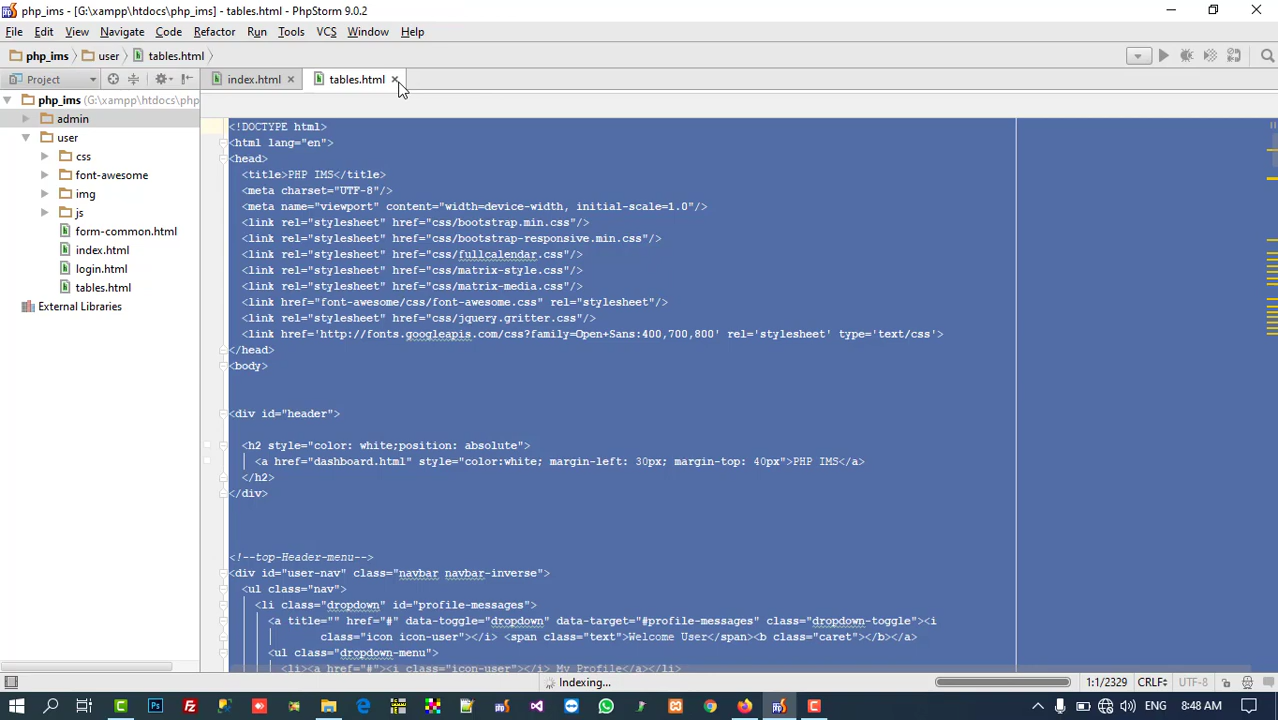 php_ims - [G:\xampp\htdocs\php_ims] - tables.html - PhpStorm 9.0.2
File Edit View Navigate Code Refactor Run Tools VCS Window Help
php_ims user tables.html
Project index.html tables.html
php_ims (G:\xampp\htdocs\php
admin
user
css
font-awesome
img
js
form-common.html
index.html
login.html
tables.html
External Libraries
<!DOCTYPE html>
<html lang="en">
<head>
<title>PHP IMS</title>
<meta charset="UTF-8"/>
<meta name="viewport" content="width=device-width, initial-scale=1.0"/>
<link rel="stylesheet" href="css/bootstrap.min.css"/>
<link rel="stylesheet" href="css/bootstrap-responsive.min.css"/>
<link rel="stylesheet" href="css/fullcalendar.css"/>
<link rel="stylesheet" href="css/matrix-style.css"/>
<link rel="stylesheet" href="css/matrix-media.css"/>
<link href="font-awesome/css/font-awesome.css" rel="stylesheet"/>
<link rel="stylesheet" href="css/jquery.gritter.css"/>
<link href='http://fonts.googleapis.com/css?family=Open+Sans:400,700,800' rel='stylesheet' type='text/css'>
</head>
<body>
<div id="header">
<h2 style="color: white;position: absolute">
<a href="dashboard.html" style="color:white; margin-left: 30px; margin-top: 40px">PHP IMS</a>
</h2>
</div>
<!--top-Header-menu-->
<div id="user-nav" class="navbar navbar-inverse">
<ul class="nav">
<li class="dropdown" id="profile-messages">
<a title="" href="#" data-toggle="dropdown" data-target="#profile-messages" class="dropdown-toggle"><i
class="icon icon-user"></i> <span class="text">Welcome User</span><b class="caret"></b></a>
<ul class="dropdown-menu">
<li><a href="#"><i class="icon-user"></i> My Profile</a></li>
Indexing... 1:1/2329 CRLF÷ UTF-8 ÷
ENG 8:48 AM